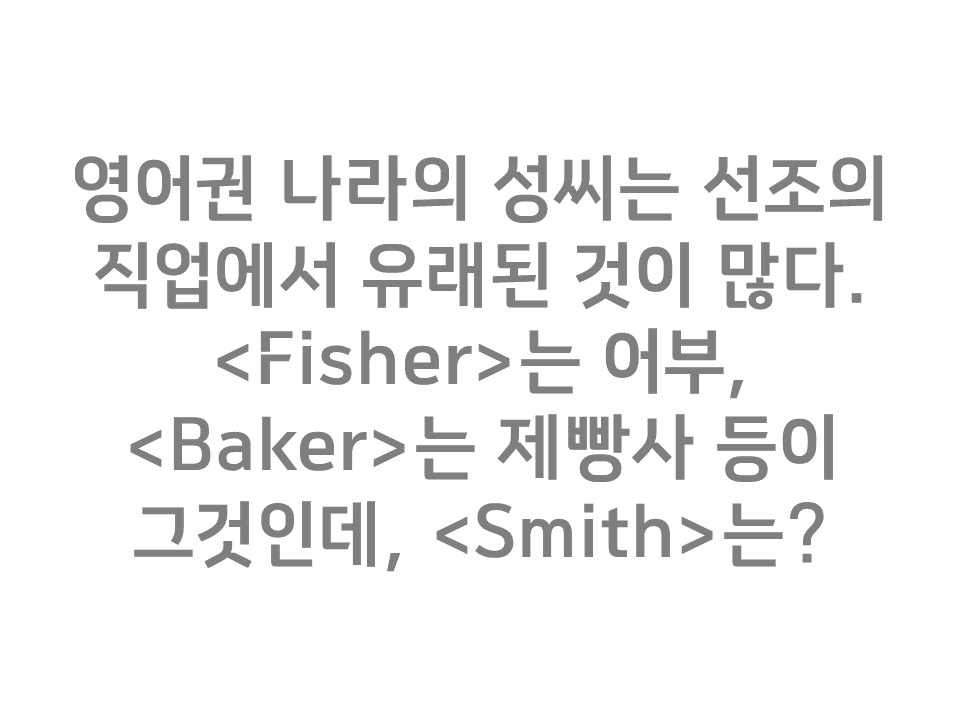 영어권 나라의 성씨는 선조의
직업에서 유래된 것이 많다.
<Fisher>는 어부,
<Baker>는 제빵사 등이
그것인데, <Smith>는?